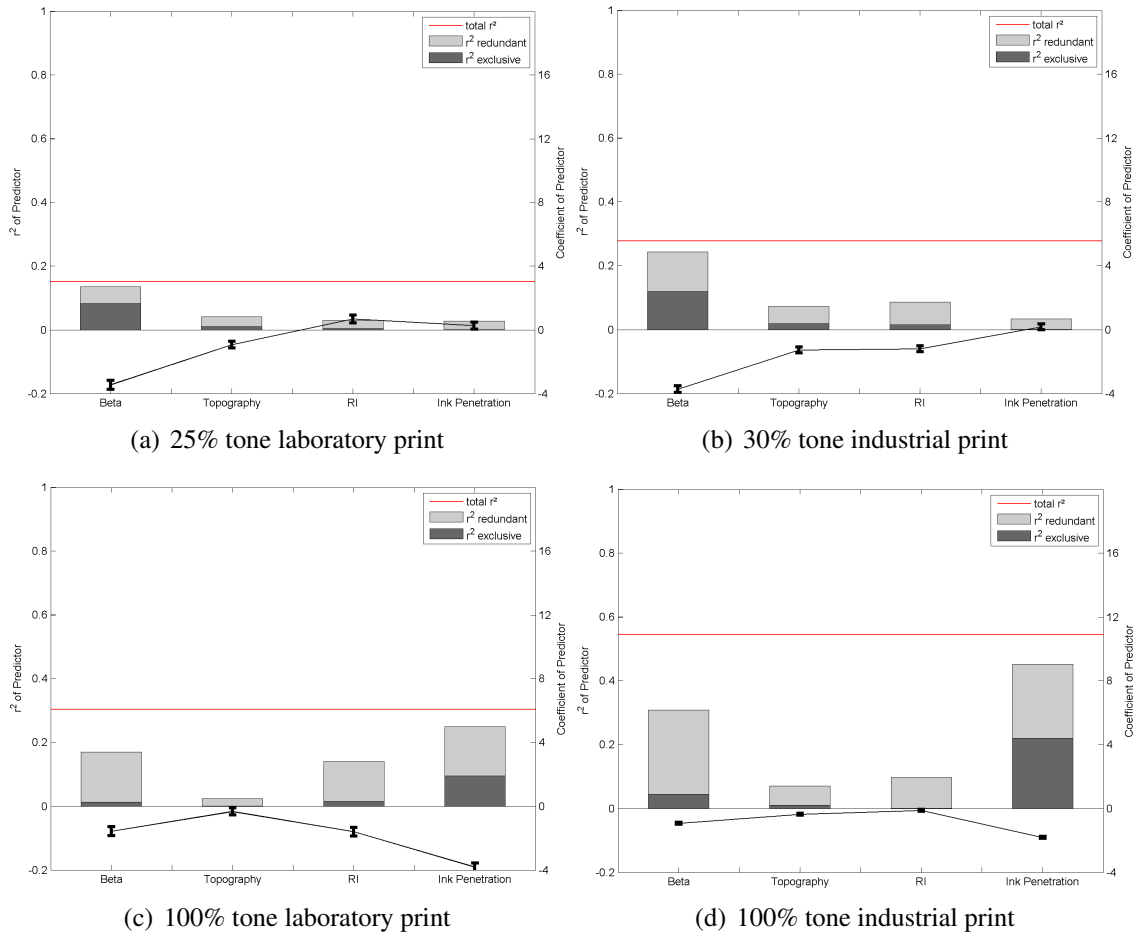 total r²
r² redundant
r² exclusive
1
0.8
0.6
0.4
0.2
0
-0.2
r² of Predictor
16
12
8
4
0
-4
Coefficient of Predictor
Beta Topography RI Ink Penetration
(a) 25% tone laboratory print
total r²
r² redundant
r² exclusive
1
0.8
0.6
0.4
0.2
0
-0.2
r² of Predictor
16
12
8
4
0
-4
Coefficient of Predictor
Beta Topography RI Ink Penetration
(b) 30% tone industrial print
total r²
r² redundant
r² exclusive
1
0.8
0.6
0.4
0.2
0
-0.2
r² of Predictor
16
12
8
4
0
-4
Coefficient of Predictor
Beta Topography RI Ink Penetration
(c) 100% tone laboratory print
total r²
r² redundant
r² exclusive
1
0.8
0.6
0.4
0.2
0
-0.2
r² of Predictor
16
12
8
4
0
-4
Coefficient of Predictor
Beta Topography RI Ink Penetration
(d) 100% tone industrial print